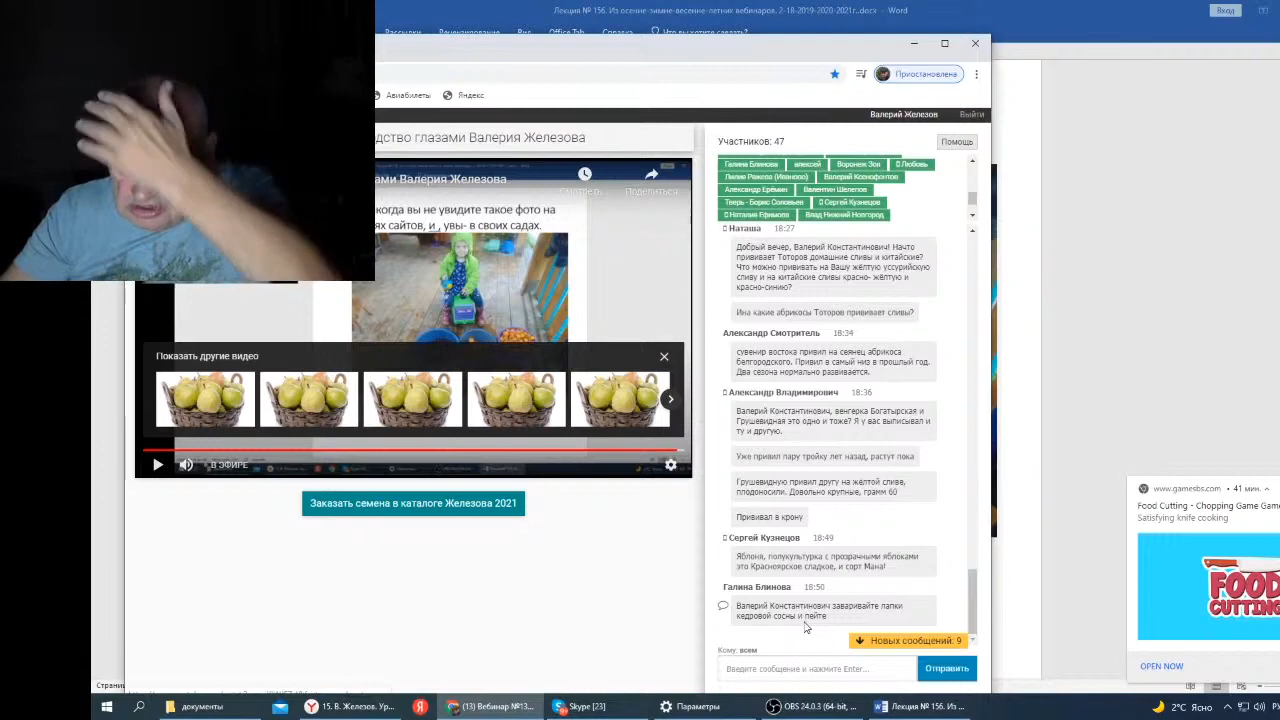 Лекция № 156. Из осенне-зимне-весенне-летних вебинаров. 2-18-2019-2020-2021г..docx - Word
Вход
Рассылки Рецензирование Вид Office Tab Справка Что вы хотите сделать?
Приостановлена
Авиабилеты Яндекс
Валерий Железов Выйти
дство глазами Валерия Железова
Участников: 47
Помощь
Галина Блинова алексей Воронеж Зоя Любовь
Лилия Ражева (Иваново) Валерий Ксенофонтов
Александр Ерёмин Валентин Шелепов
Тверь - Борис Соловьев Сергей Кузнецов
Наталия Ефимова Влад Нижний Новгород
ами Валерия Железова
Смотреть... Поделиться
когда вы не увидите такое фото на
ях сайтов, и , увы- в своих садах.
Показать другие видео
В ЭФИРЕ
Заказать семена в каталоге Железова 2021
Наташа 18:27
Добрый вечер, Валерий Константинович! Начто
прививает Тоторов домашние сливы и китайские?
Что можно прививать на Вашу жёлтую уссурийскую
сливу и на китайские сливы красно- жёлтую и
красно-синию?
Ина какие абрикосы Тоторов прививает сливы?
Александр Смотритель 18:34
сувенир востока привил на сеянец абрикоса
белгородского. Привил в самый низ в прошлый год.
Два сезона нормально развивается.
Александр Владимирович 18:36
Валерий Константинович, венгерка Богатырская и
Грушевидная это одно и тоже? Я у вас выписывал и
ту и другую.
Уже привил пару тройку лет назад, растут пока
Грушевидную привил другу на жёлтой сливе,
плодоносили. Довольно крупные, грамм 60
Прививал в крону
Сергей Кузнецов 18:49
Яблоня, полукультурка с прозрачными яблоками
это Красноярское сладкое, и сорт Мана!
Галина Блинова 18:50
Валерий Константинович заваривайте лапки
кедровой сосны и пейте
Новых сообщений: 9
Кому: всем
Введите сообщение и нажмите Enter...
Отправить
www.gamesbs.com • 41 мин.
Food Cutting - Chopping Game Game
Satisfying knife cooking
FOOD
CUTTING
OPEN NOW
Страниц
документы
15. В. Железов. Ур...
(13) Вебинар №13...
Skype [23]
Параметры
OBS 24.0.3 (64-bit, ...
Лекция № 156. Из ...
2°C